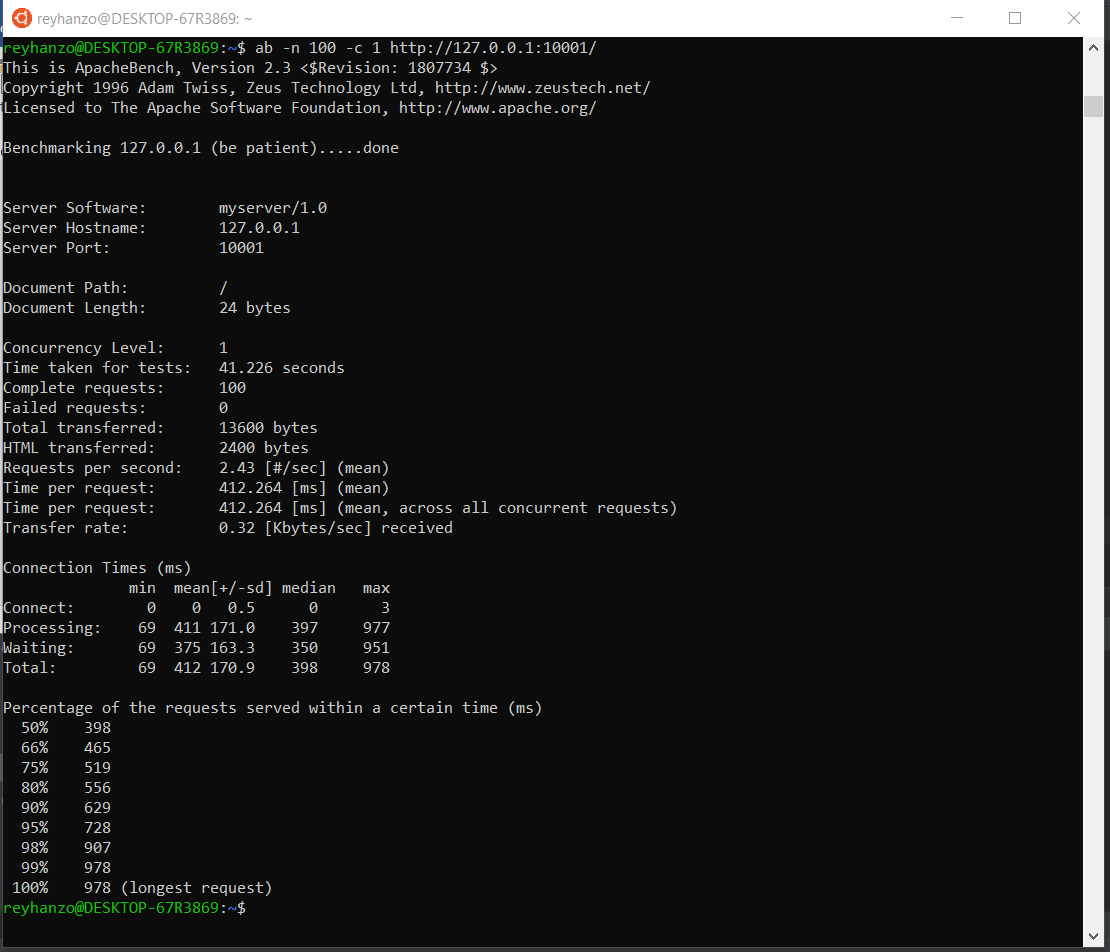 reyhanzo@DESKTOP-67R3869: ~
reyhanzo@DESKTOP-67R3869:~$ ab -n 100 -c 1 http://127.0.0.1:10001/
This is ApacheBench, Version 2.3 <$Revision: 1807734 $>
Copyright 1996 Adam Twiss, Zeus Technology Ltd, http://www.zeustech.net/
Licensed to The Apache Software Foundation, http://www.apache.org/

Benchmarking 127.0.0.1 (be patient).....done


Server Software:        myserver/1.0
Server Hostname:        127.0.0.1
Server Port:            10001

Document Path:          /
Document Length:        24 bytes

Concurrency Level:      1
Time taken for tests:   41.226 seconds
Complete requests:      100
Failed requests:        0
Total transferred:      13600 bytes
HTML transferred:       2400 bytes
Requests per second:    2.43 [#/sec] (mean)
Time per request:       412.264 [ms] (mean)
Time per request:       412.264 [ms] (mean, across all concurrent requests)
Transfer rate:          0.32 [Kbytes/sec] received

Connection Times (ms)
              min  mean[+/-sd] median   max
Connect:        0    0   0.5      0       3
Processing:    69  411 171.0    397     977
Waiting:       69  375 163.3    350     951
Total:         69  412 170.9    398     978

Percentage of the requests served within a certain time (ms)
  50%    398
  66%    465
  75%    519
  80%    556
  90%    629
  95%    728
  98%    907
  99%    978
 100%    978 (longest request)
reyhanzo@DESKTOP-67R3869:~$